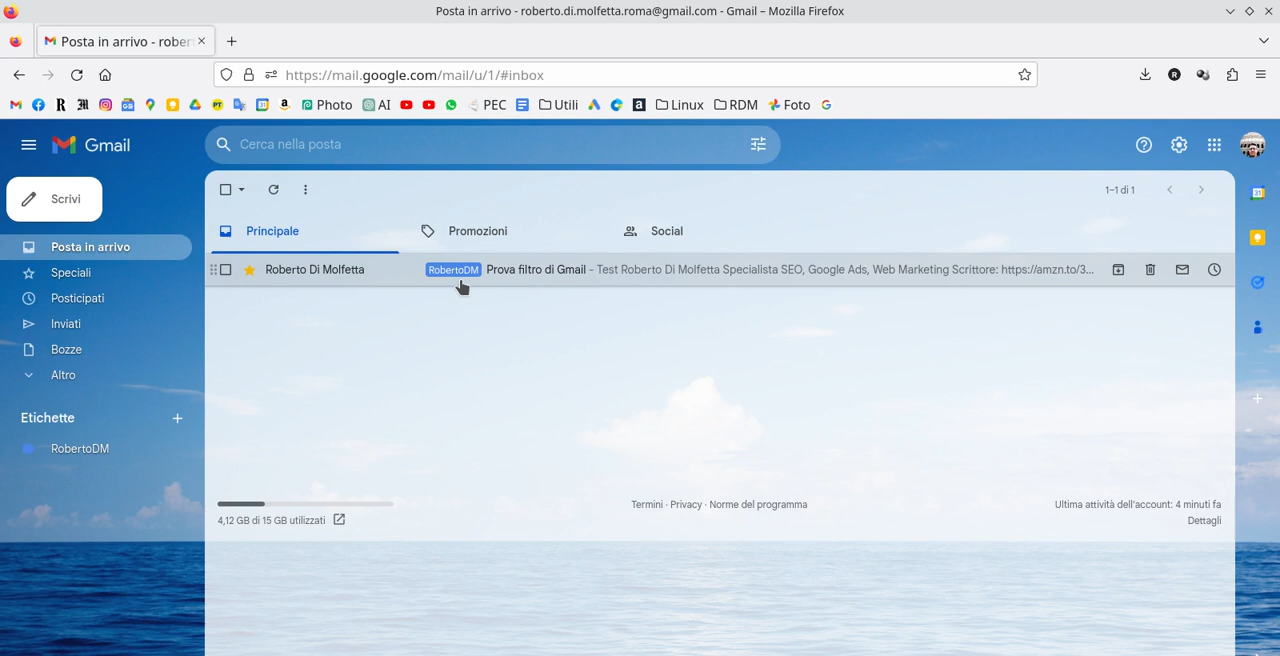 Posta in arrivo - roberto.di.molfetta.roma@gmail.com - Gmail – Mozilla Firefox
Posta in arrivo - rober
https://mail.google.com/mail/u/1/#inbox
Photo AI PEC Utili Linux RDM Foto
Gmail
Cerca nella posta
Scrivi
1–1 di 1
Principale Promozioni Social
Posta in arrivo
Roberto Di Molfetta RobertoDM Prova filtro di Gmail - Test Roberto Di Molfetta Specialista SEO, Google Ads, Web Marketing Scrittore: https://amzn.to/3...
Speciali
Posticipati
Inviati
Bozze
Altro
Etichette
RobertoDM
Termini · Privacy · Norme del programma
Ultima attività dell'account: 4 minuti fa
4,12 GB di 15 GB utilizzati
Dettagli